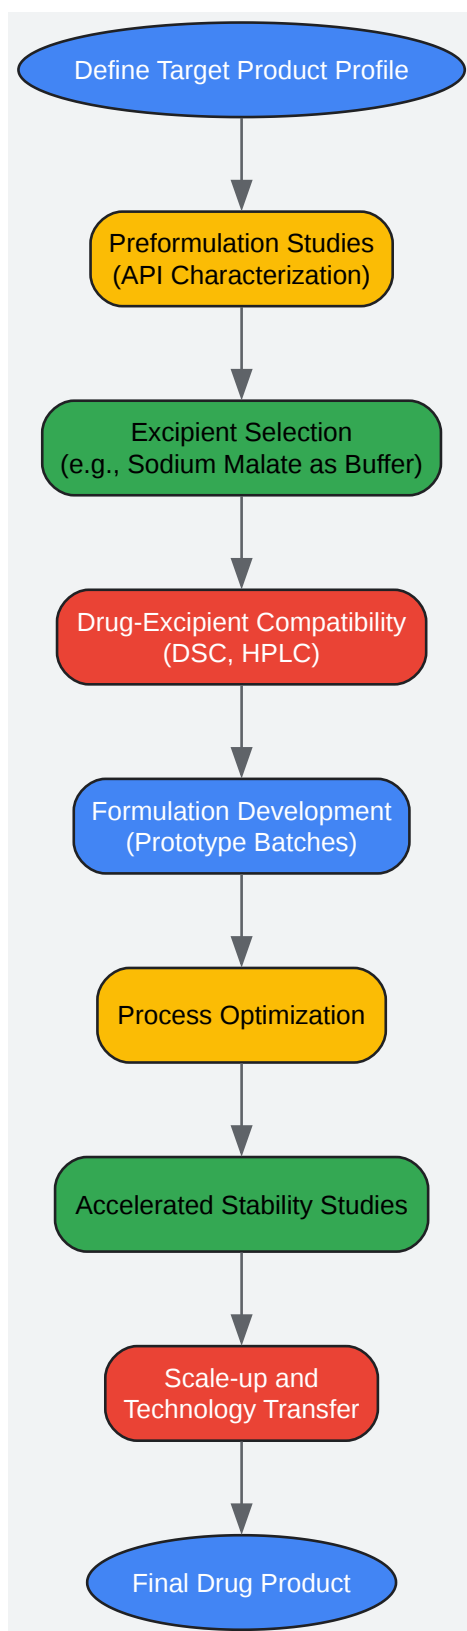 Define Target Product Profile
Preformulation Studies
(API Characterization)
Excipient Selection
(e.g., Sodium Malate as Buffer)
Drug-Excipient Compatibility
(DSC, HPLC)
Formulation Development
(Prototype Batches)
Process Optimization
Accelerated Stability Studies
Scale-up and
Technology Transfer
Final Drug Product